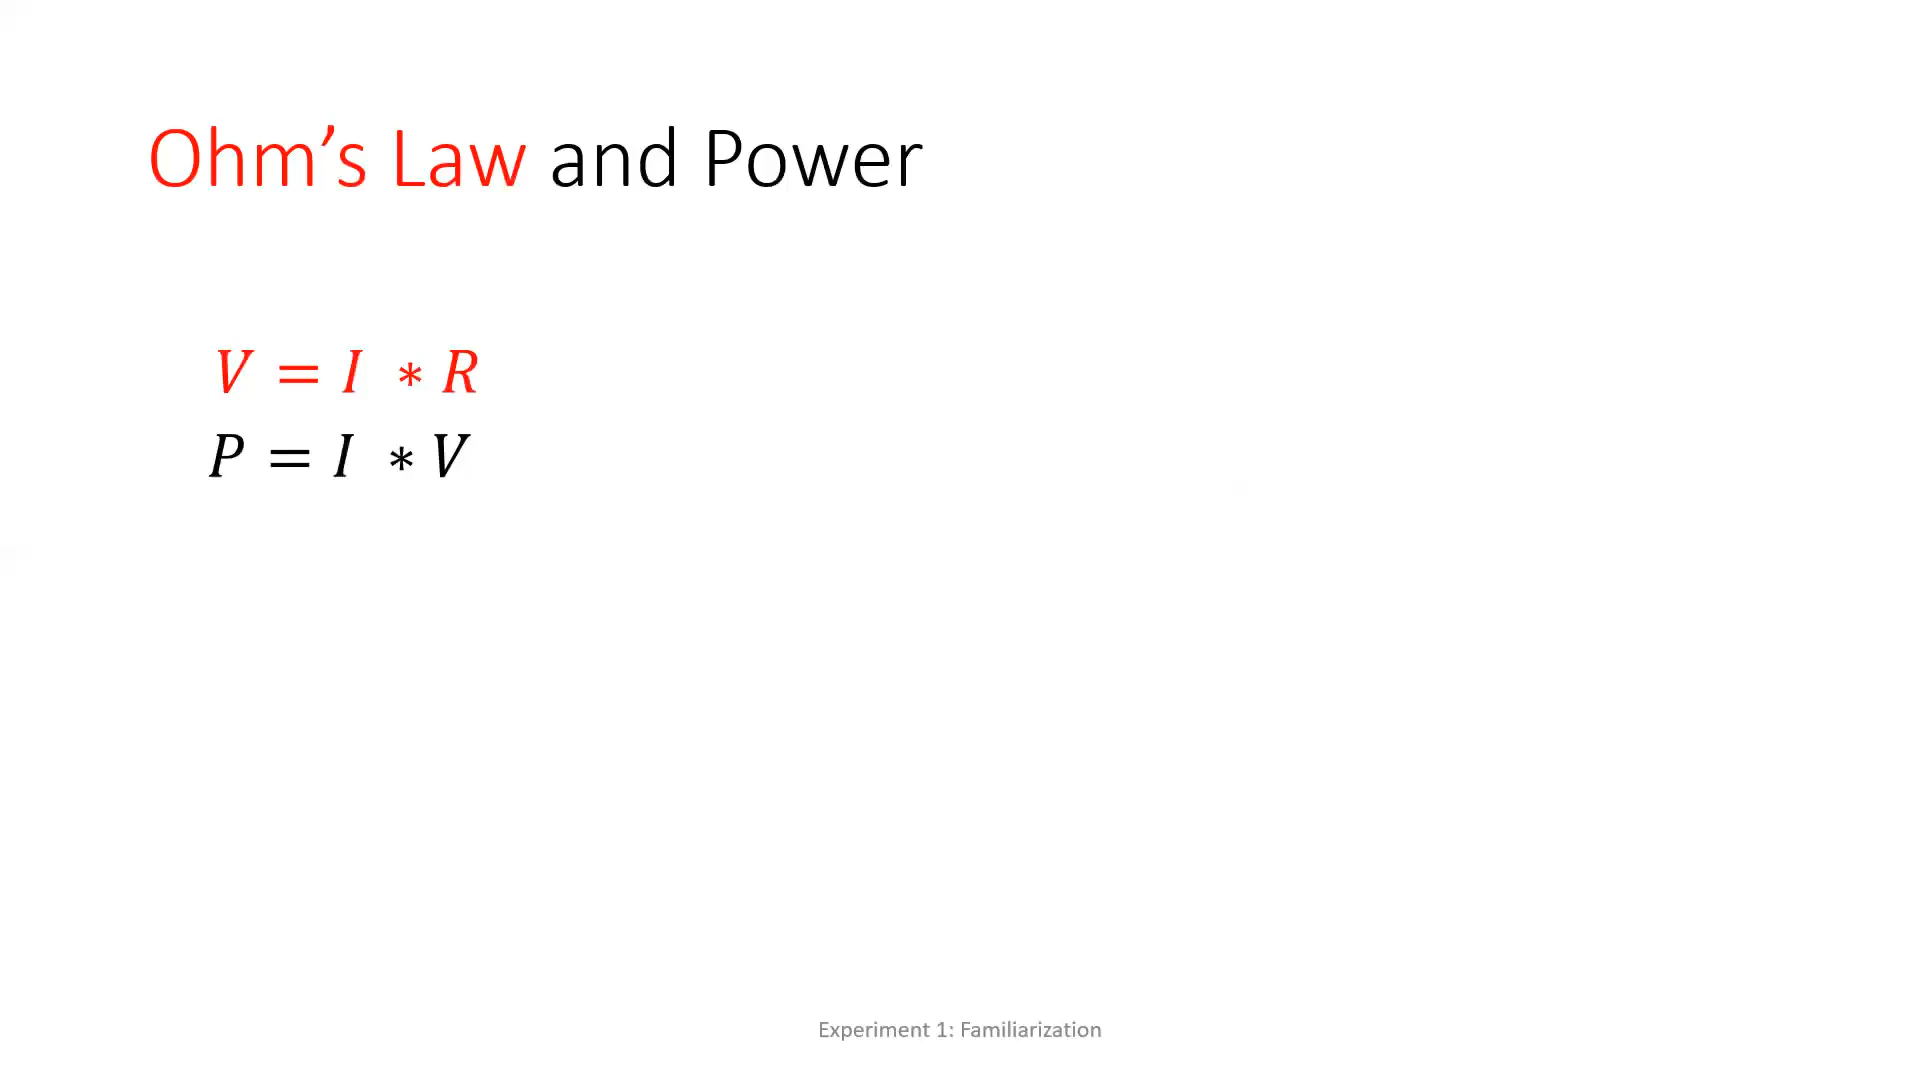 Ohm’s Law and Power
V = I * R
P = I * V
Experiment 1: Familiarization